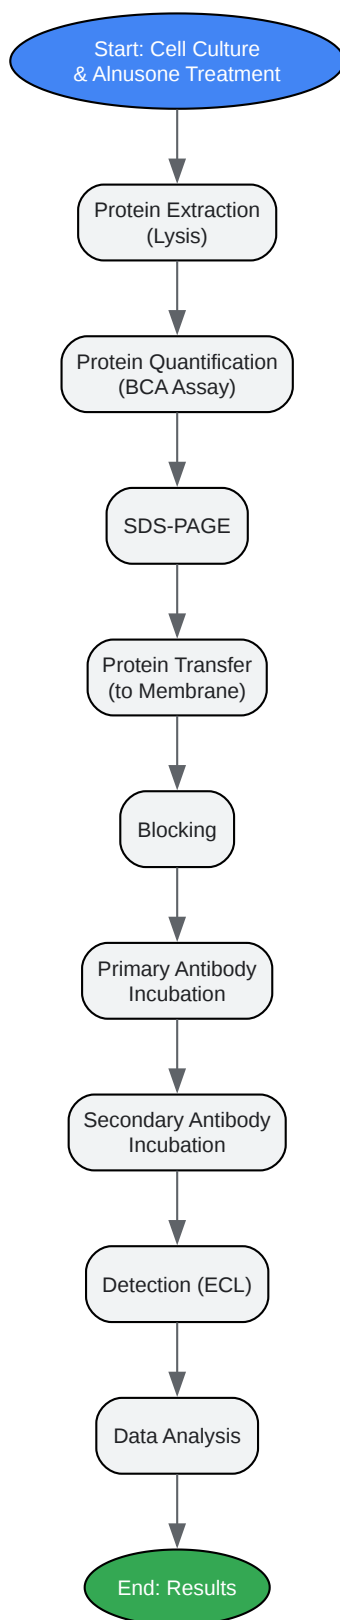 Start: Cell Culture
& Alnusone Treatment
Protein Extraction
(Lysis)
Protein Quantification
(BCA Assay)
SDS-PAGE
Protein Transfer
(to Membrane)
Blocking
Primary Antibody
Incubation
Secondary Antibody
Incubation
Detection (ECL)
Data Analysis
End: Results